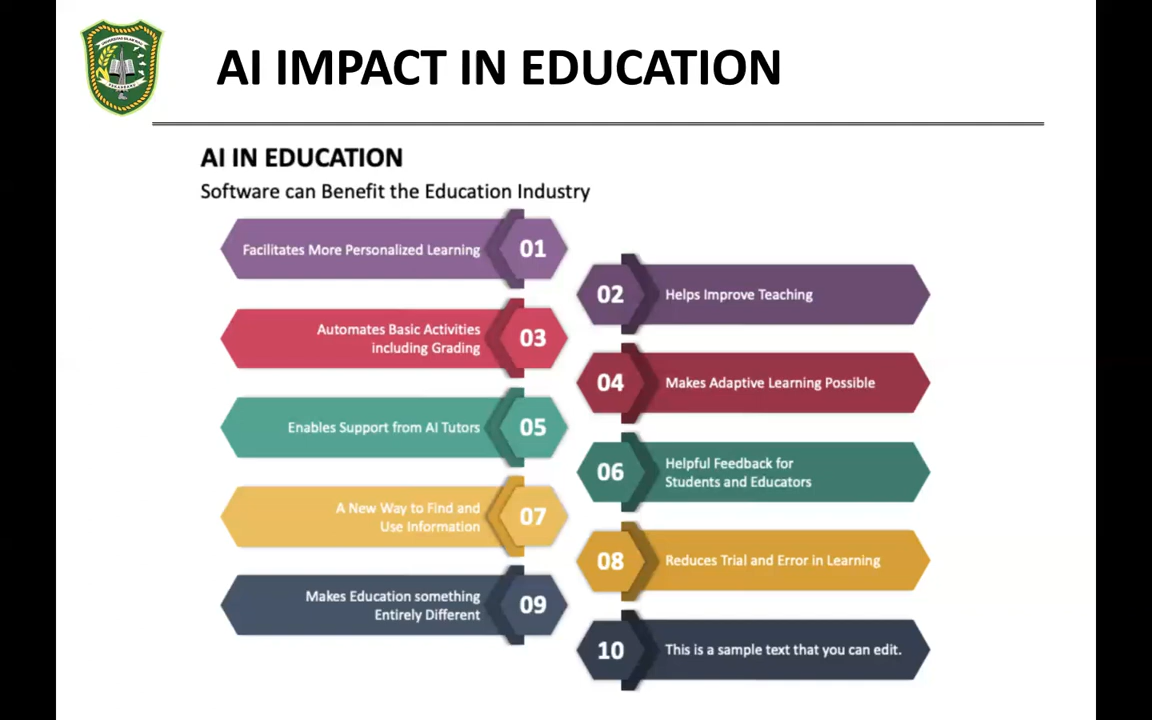 AI IMPACT IN EDUCATION
AI IN EDUCATION
Software can Benefit the Education Industry
Facilitates More Personalized Learning
01
02
Helps Improve Teaching
Automates Basic Activities
including Grading
03
04
Makes Adaptive Learning Possible
Enables Support from AI Tutors
05
06
Helpful Feedback for
Students and Educators
A New Way to Find and
Use Information
07
08
Reduces Trial and Error in Learning
Makes Education something
Entirely Different
09
10
This is a sample text that you can edit.